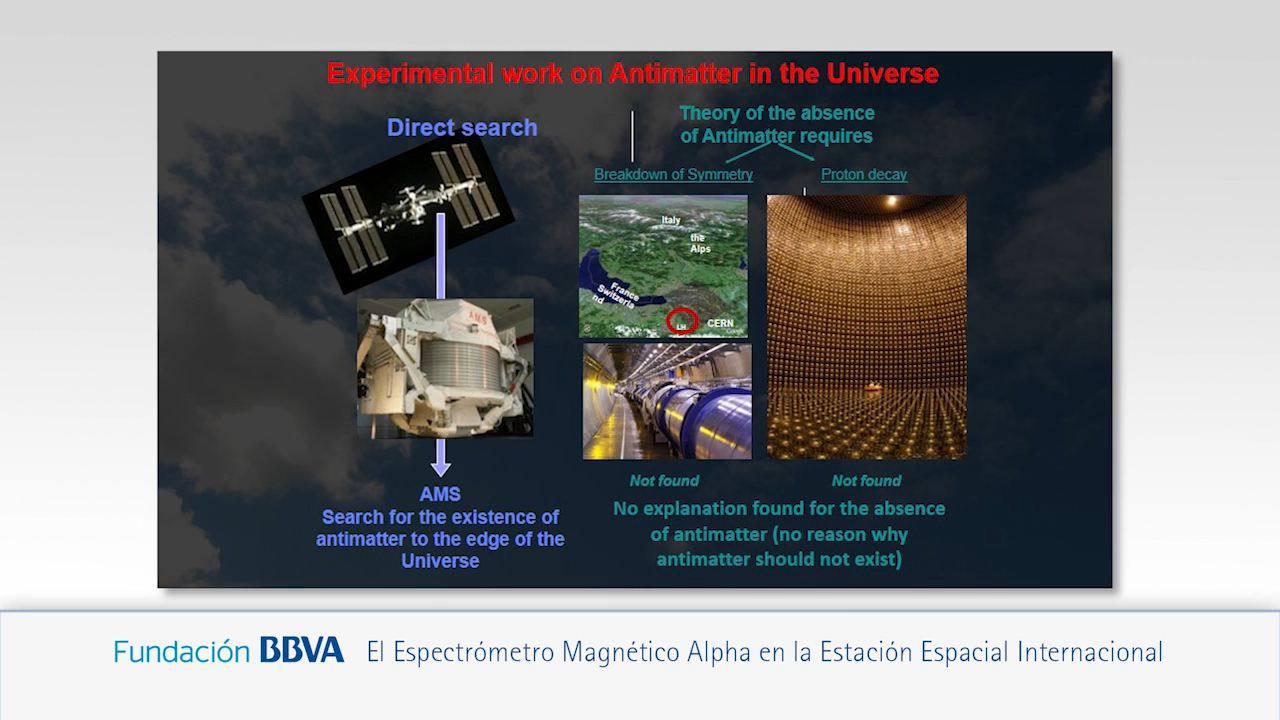 Experimental work on Antimatter in the Universe
Direct search
AMS
AMS
Search for the existence of
antimatter to the edge of the
Universe
Theory of the absence
of Antimatter requires
Breakdown of Symmetry
Proton decay
Italy
the
Alps
France
Switzerla
nd
LH
CERN
Google
Not found
Not found
No explanation found for the absence
of antimatter (no reason why
antimatter should not exist)
Fundación BBVA
El Espectrómetro Magnético Alpha en la Estación Espacial Internacional